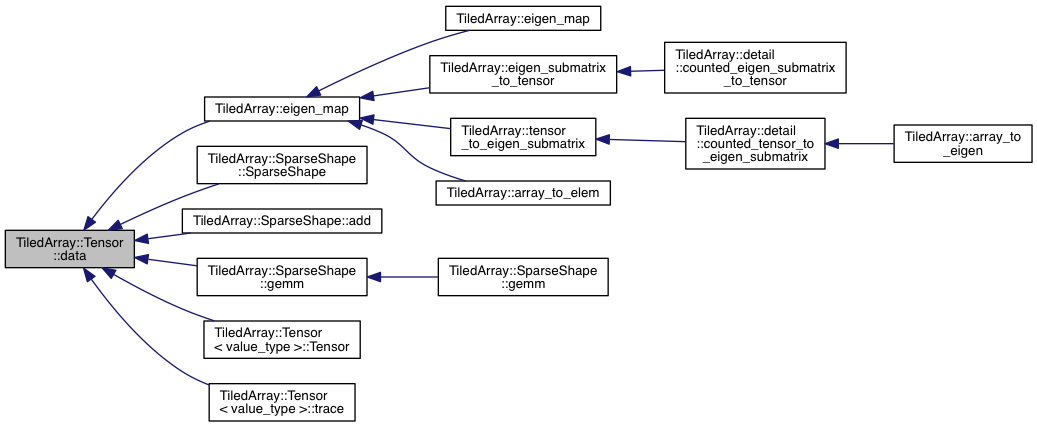 TiledArray::eigen_map
TiledArray::eigen_submatrix
_to_tensor
TiledArray::detail
::counted_eigen_submatrix
_to_tensor
TiledArray::eigen_map
TiledArray::tensor
_to_eigen_submatrix
TiledArray::detail
::counted_tensor_to
_eigen_submatrix
TiledArray::array_to
_eigen
TiledArray::SparseShape
::SparseShape
TiledArray::array_to_elem
TiledArray::SparseShape::add
TiledArray::Tensor
::data
TiledArray::SparseShape
::gemm
TiledArray::SparseShape
::gemm
TiledArray::Tensor
< value_type >::Tensor
TiledArray::Tensor
< value_type >::trace